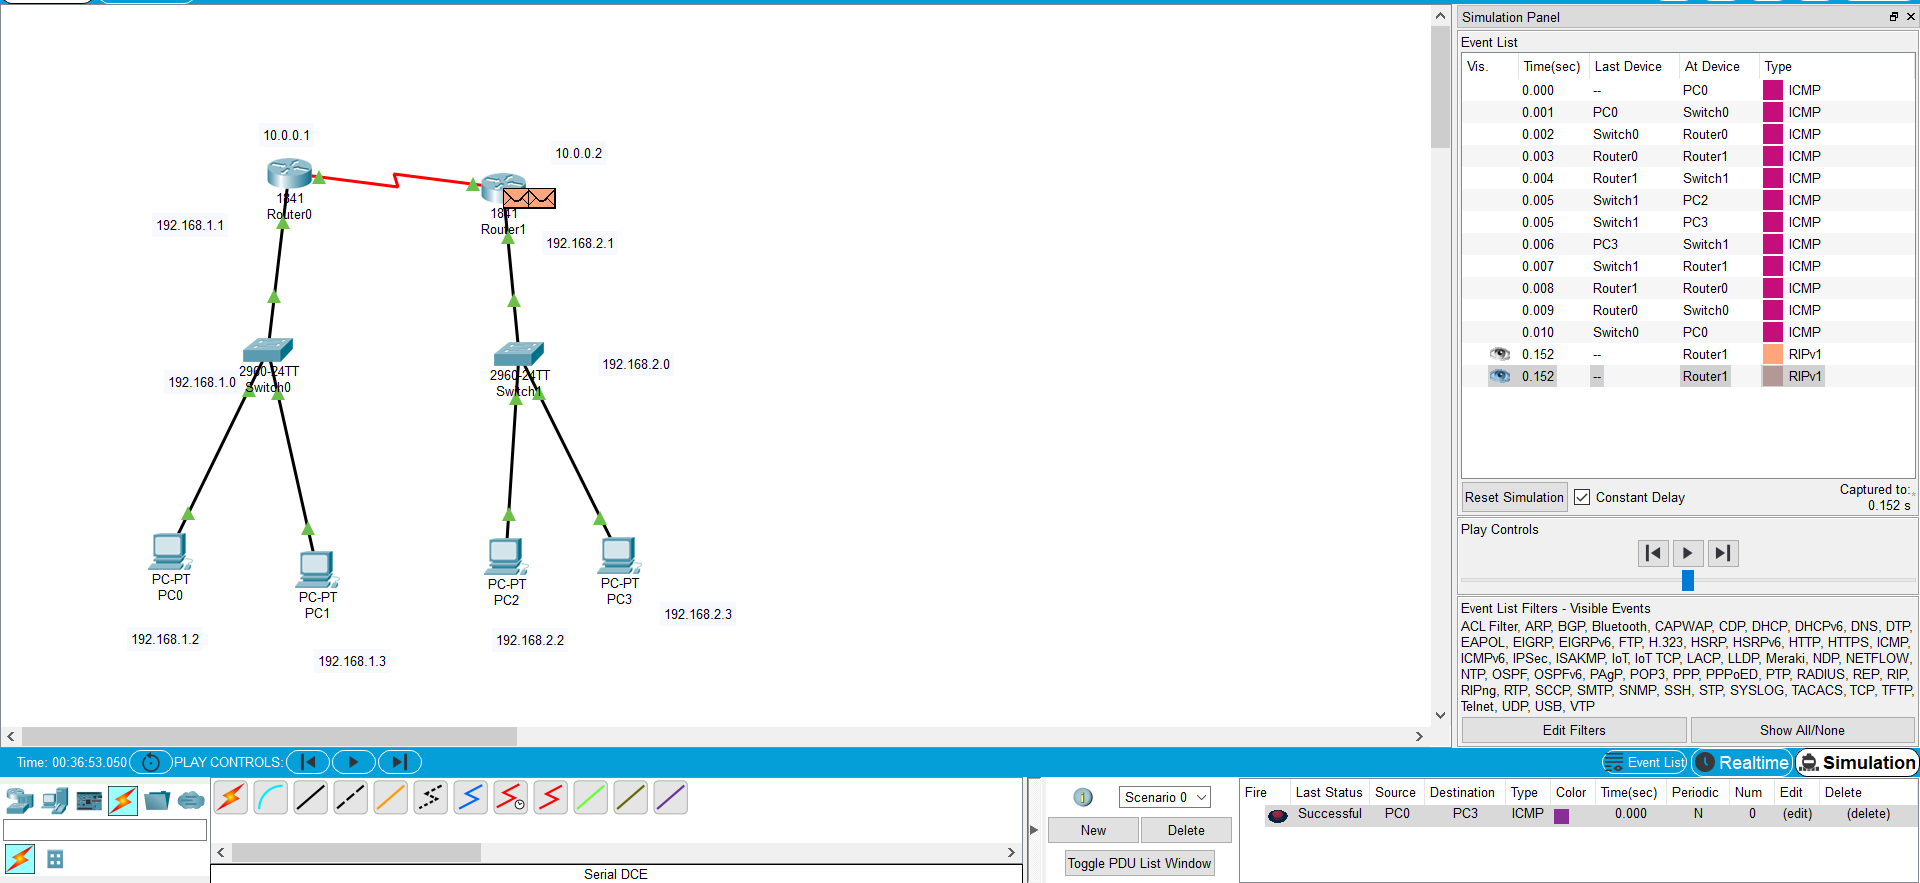 10.0.0.1
10.0.0.2
1841
Router0
1841
Router1
192.168.1.1
192.168.2.1
2960-24TT
Switch0
192.168.1.0
2960-24TT
Switch1
192.168.2.0
PC-PT
PC0
PC-PT
PC1
PC-PT
PC2
PC-PT
PC3
192.168.1.2
192.168.1.3
192.168.2.2
192.168.2.3
Simulation Panel
Event List
Vis. Time(sec) Last Device At Device Type
0.000 -- PC0 ICMP
0.001 PC0 Switch0 ICMP
0.002 Switch0 Router0 ICMP
0.003 Router0 Router1 ICMP
0.004 Router1 Switch1 ICMP
0.005 Switch1 PC2 ICMP
0.005 Switch1 PC3 ICMP
0.006 PC3 Switch1 ICMP
0.007 Switch1 Router1 ICMP
0.008 Router1 Router0 ICMP
0.009 Router0 Switch0 ICMP
0.010 Switch0 PC0 ICMP
0.152 -- Router1 RIPv1
0.152 -- Router1 RIPv1
Reset Simulation Constant Delay Captured to:
0.152 s
Play Controls
Event List Filters - Visible Events
ACL Filter, ARP, BGP, Bluetooth, CAPWAP, CDP, DHCP, DHCPv6, DNS, DTP,
EAPOL, EIGRP, EIGRPv6, FTP, H.323, HSRP, HSRPv6, HTTP, HTTPS, ICMP,
ICMPv6, IPSec, ISAKMP, IoT, IoT TCP, LACP, LLDP, Meraki, NDP, NETFLOW,
NTP, OSPF, OSPFv6, PAgP, POP3, PPP, PPPoED, PTP, RADIUS, REP, RIP,
RIPng, RTP, SCCP, SMTP, SNMP, SSH, STP, SYSLOG, TACACS, TCP, TFTP,
Telnet, UDP, USB, VTP
Edit Filters Show All/None
Time: 00:36:53.050 PLAY CONTROLS: Event List Realtime Simulation
Serial DCE
Scenario 0
New Delete
Toggle PDU List Window
Fire Last Status Source Destination Type Color Time(sec) Periodic Num Edit Delete
Successful PC0 PC3 ICMP 0.000 N 0 (edit) (delete)